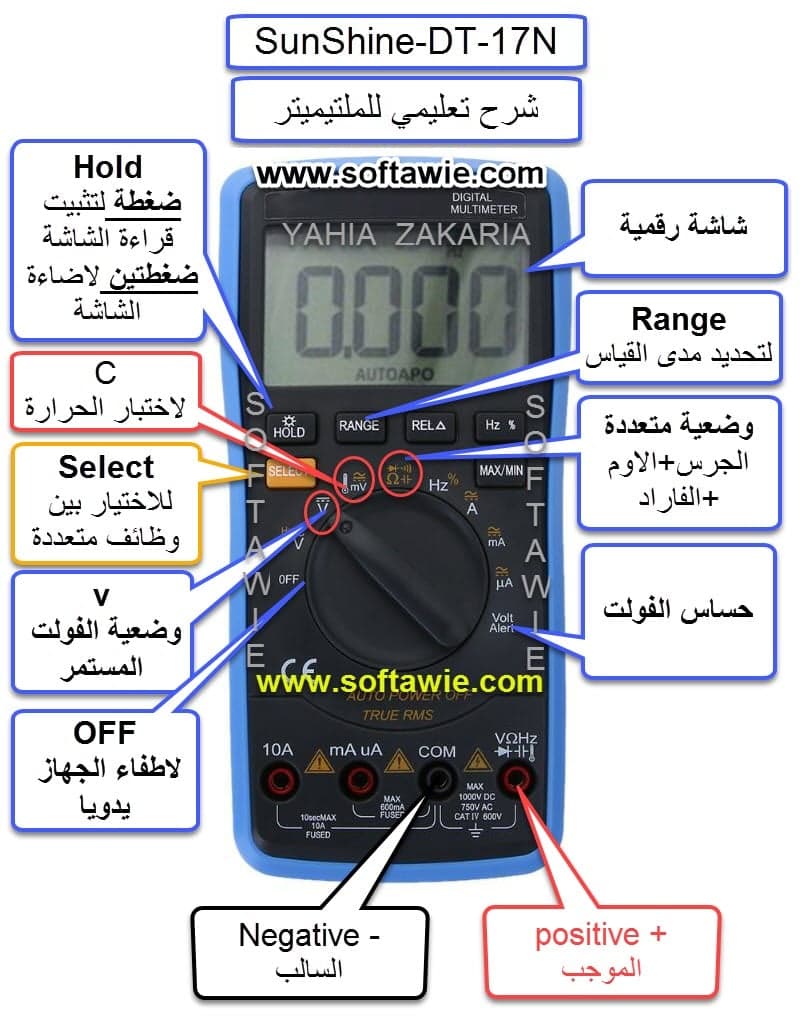 SunShine-DT-17N
شرح تعليمي للملتيميتر
www.softawie.com
DIGITAL
MULTIMETER
YAHIA ZAKARIA
0.000
AUTOAPO
Hold
ضغطة لتثبيت
قراءة الشاشة
ضغطتين لاضاءة
الشاشة
شاشة رقمية
Range
لتحديد مدى القياس
C
لاختبار الحرارة
وضعية متعددة
الجرس+الاوم
+الفاراد
Select
للاختيار بين
وظائف متعددة
HOLD
RANGE
REL△
Hz %
SELECT
MAX/MIN
mV
Ω
Hz%
V
A
mA
µA
V
OFF
Volt
Alert
SOFTAWIE
SOFTAWIE
v
وضعية الفولت
المستمر
حساس الفولت
OFF
لاطفاء الجهاز
يدويا
CE
www.softawie.com
AUTO POWER OFF
TRUE RMS
10A
mA uA
COM
VΩHz
10secMAX
10A
FUSED
MAX
600mA
FUSED
MAX
1000V DC
750V AC
CAT IV 600V
Negative -
السالب
positive +
الموجب